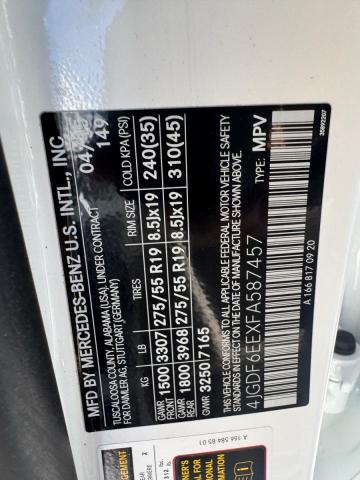 MFD BY MERCEDES-BENZ U.S. INTL., INC.
TUSCALOOSA COUNTY, ALABAMA (USA), UNDER CONTRACT
FOR DAIMLER AG, STUTTGART (GERMANY)
149
KG LB TIRES RIM SIZE COLD KPA (PSI)
GAWR FRONT 1500 3307 275/55 R19 8.5Jx19 240(35)
GAWR REAR 1800 3968 275/55 R19 8.5Jx19 310(45)
GVWR 3250 7165
THIS VEHICLE CONFORMS TO ALL
APPLICABLE FEDERAL MOTOR VEHICLE SAFETY
STANDARDS IN EFFECT ON THE
DATE OF MANUFACTURE SHOWN ABOVE.
TYPE: MPV
4JGDF6EEXFA587457
A 166 817 09 20
A 166 584 85 01